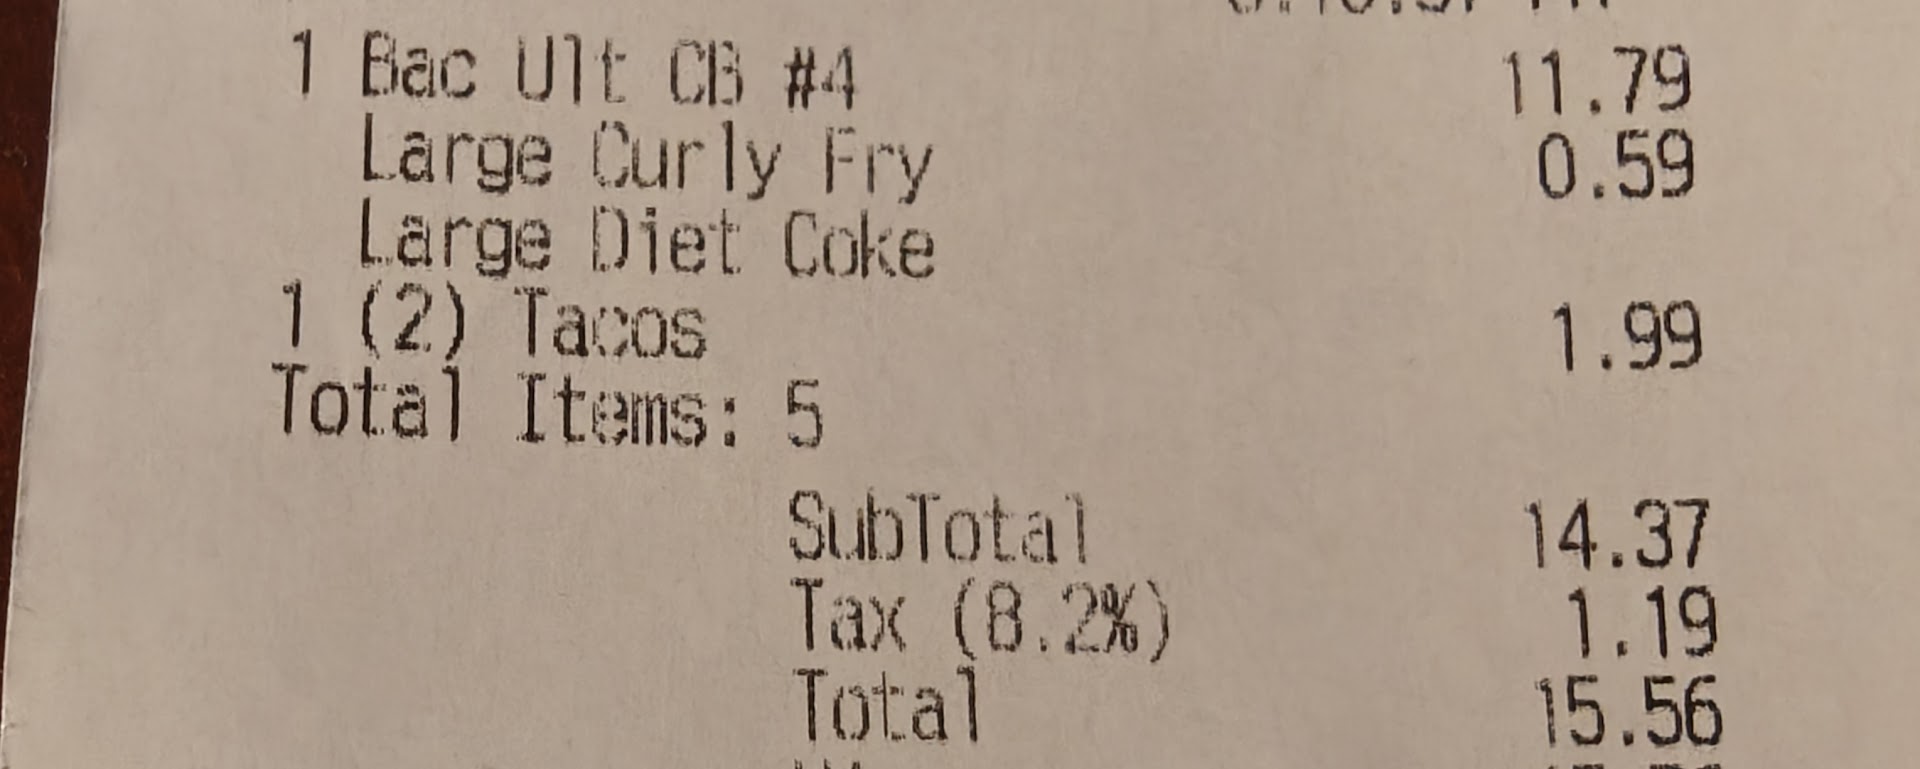 1 Bac Ult CB #4 11.79
Large Curly Fry 0.59
Large Diet Coke
1 (2) Tacos 1.99
Total Items: 5
SubTotal 14.37
Tax (8.2%) 1.19
Total 15.56